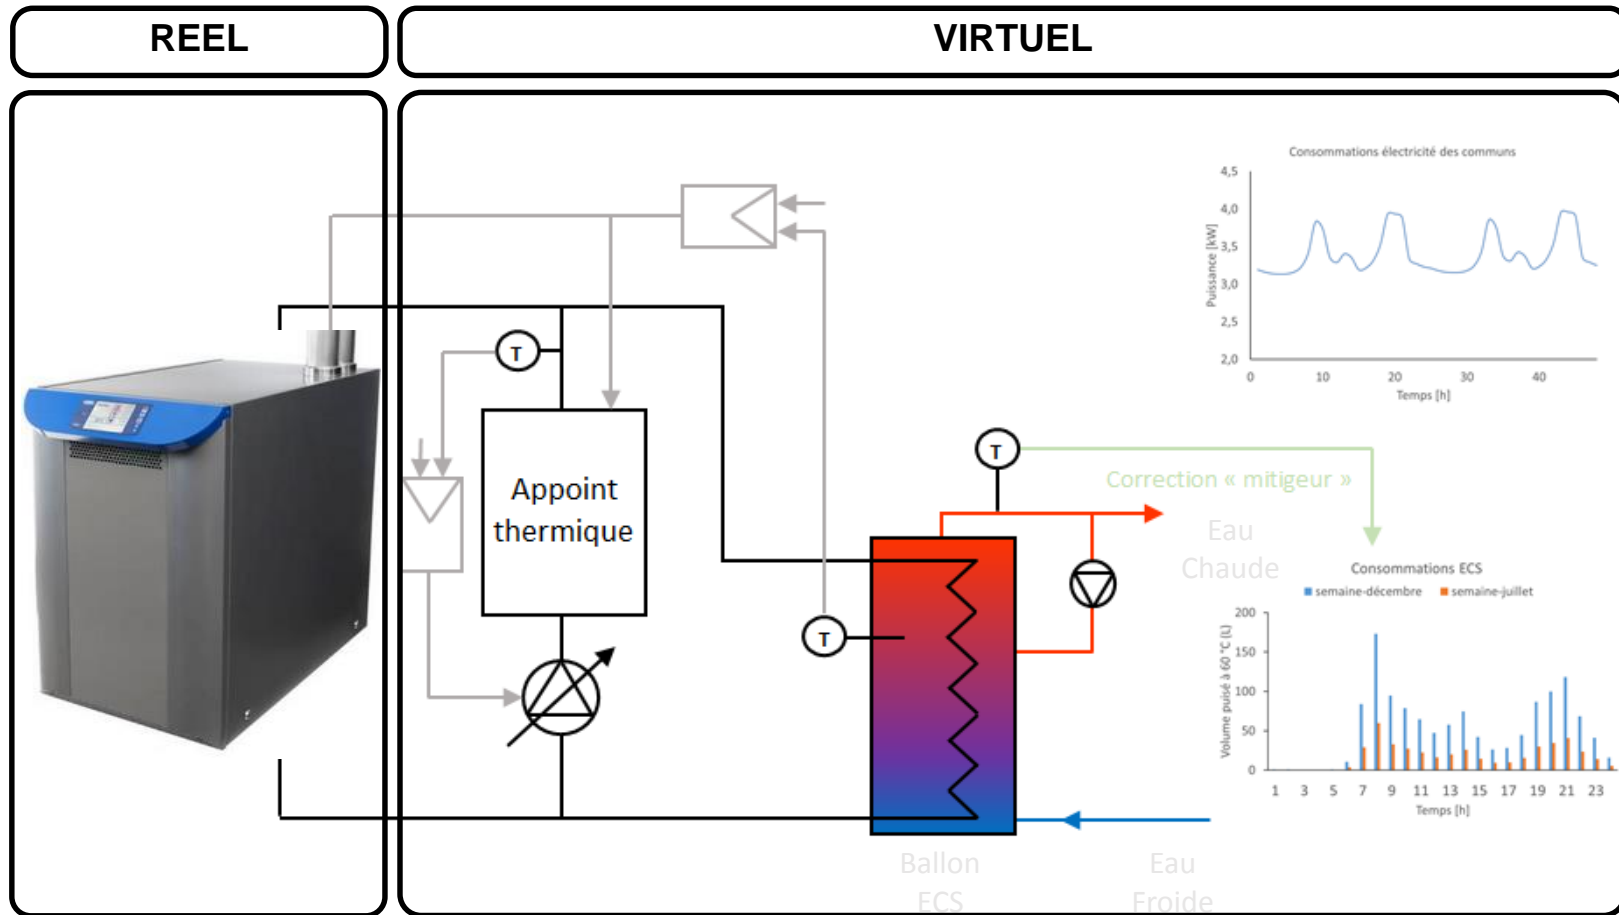 REEL
VIRTUEL
Consommations électricité des communs
Puissance [kW]
4,5
4,0
3,5
3,0
2,5
2,0
0 10 20 30 40
Temps [h]
T
Appoint
thermique
T
T
Correction « mitigeur »
Eau
Chaude
Consommations ECS
semaine-décembre semaine-juillet
Volume puisé à 60 °C (L)
200
150
100
50
0
1 3 5 7 9 11 13 15 17 19 21 23
Temps [h]
Ballon
ECS
Eau
Froide